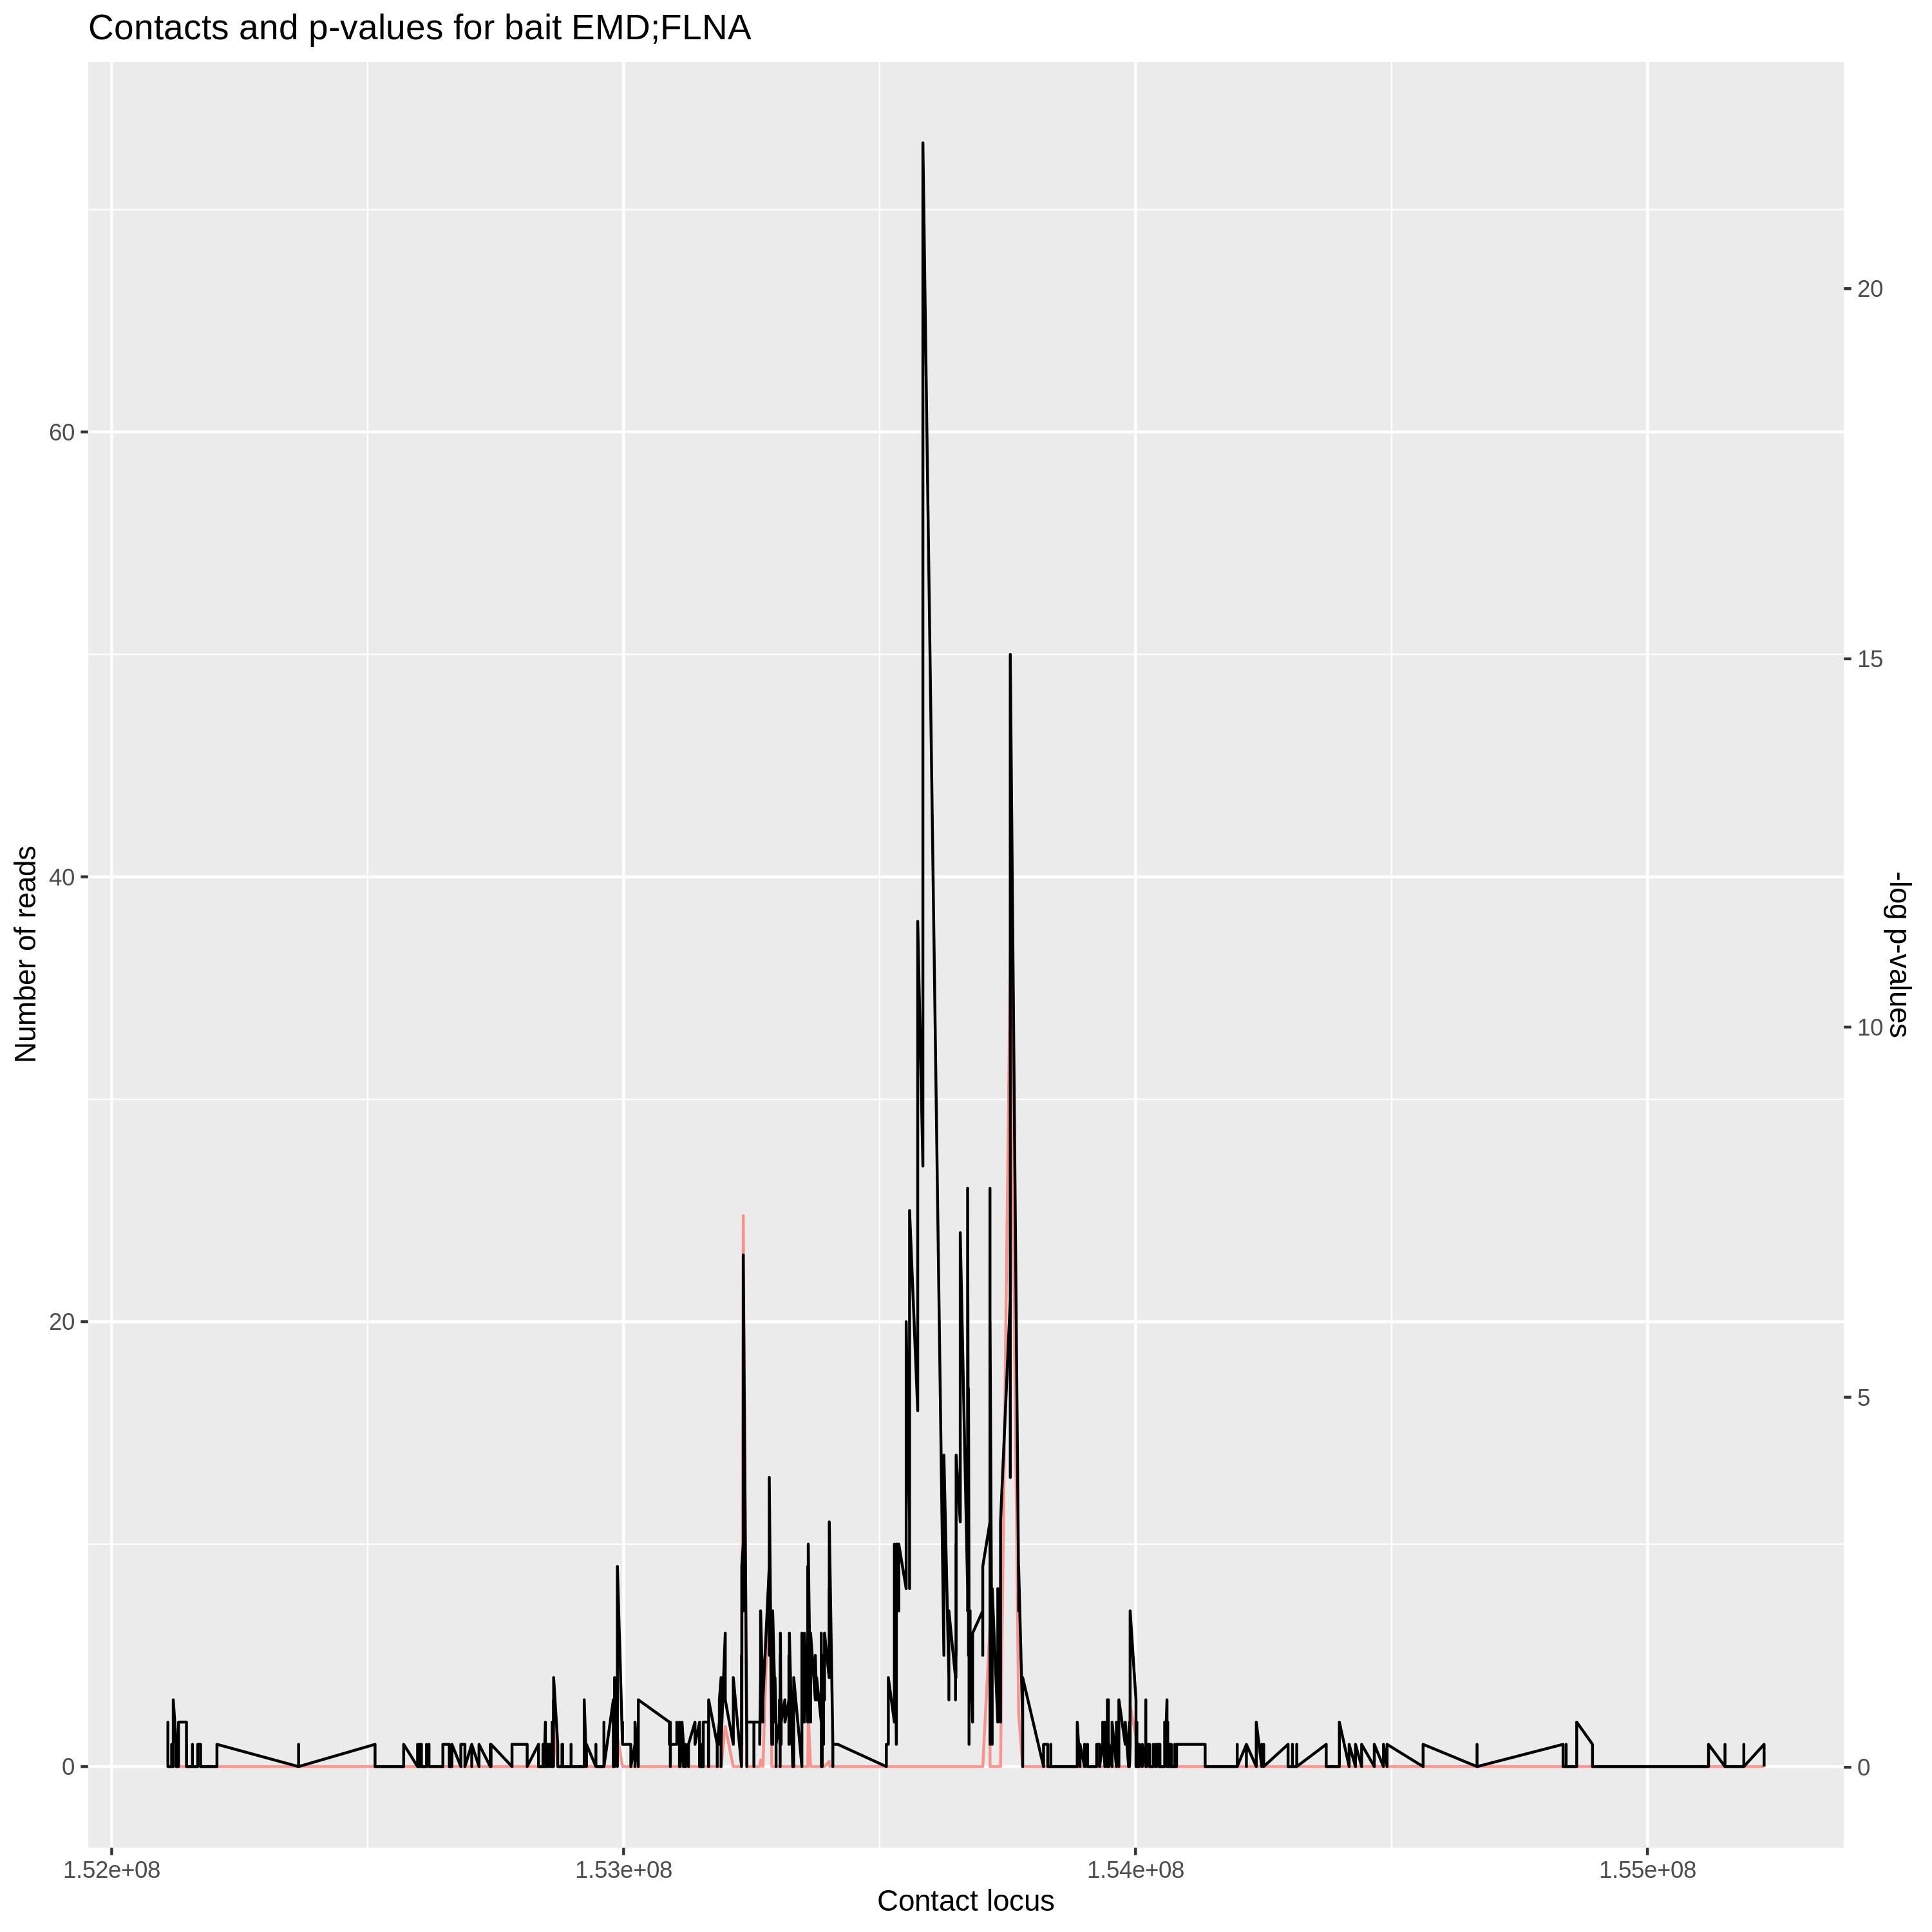 Contacts and p-values for bait EMD;FLNA
Number of reads
60
40
20
0
20
15
10
5
0
-log p-values
1.52e+08 1.53e+08 1.54e+08 1.55e+08
Contact locus